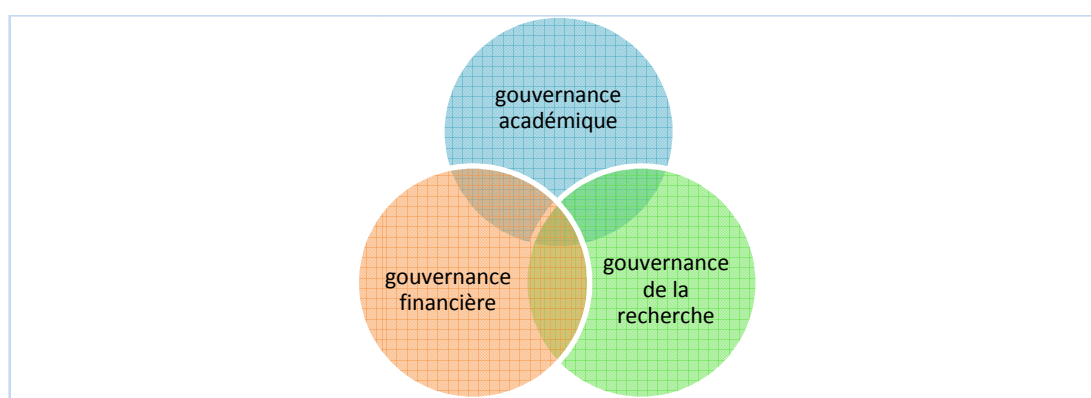 gouvernance
académique
gouvernance
financière
gouvernance
de la
recherche